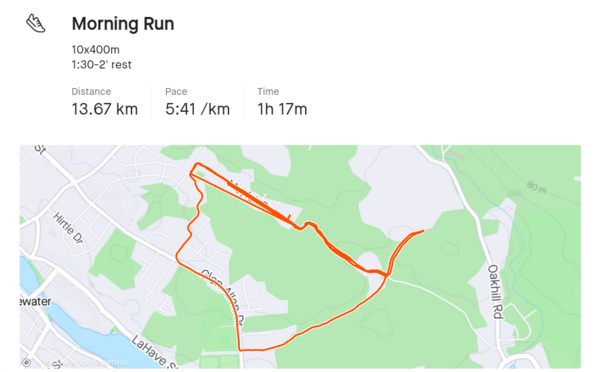 Morning Run
10x400m
1:30-2' rest
Distance
Pace
Time
13.67 km
5:41 /km
1h 17m
St
60 m
Hirtle Dr
Glen Allan Dr
Oakhill Rd
ewater
LaHave S